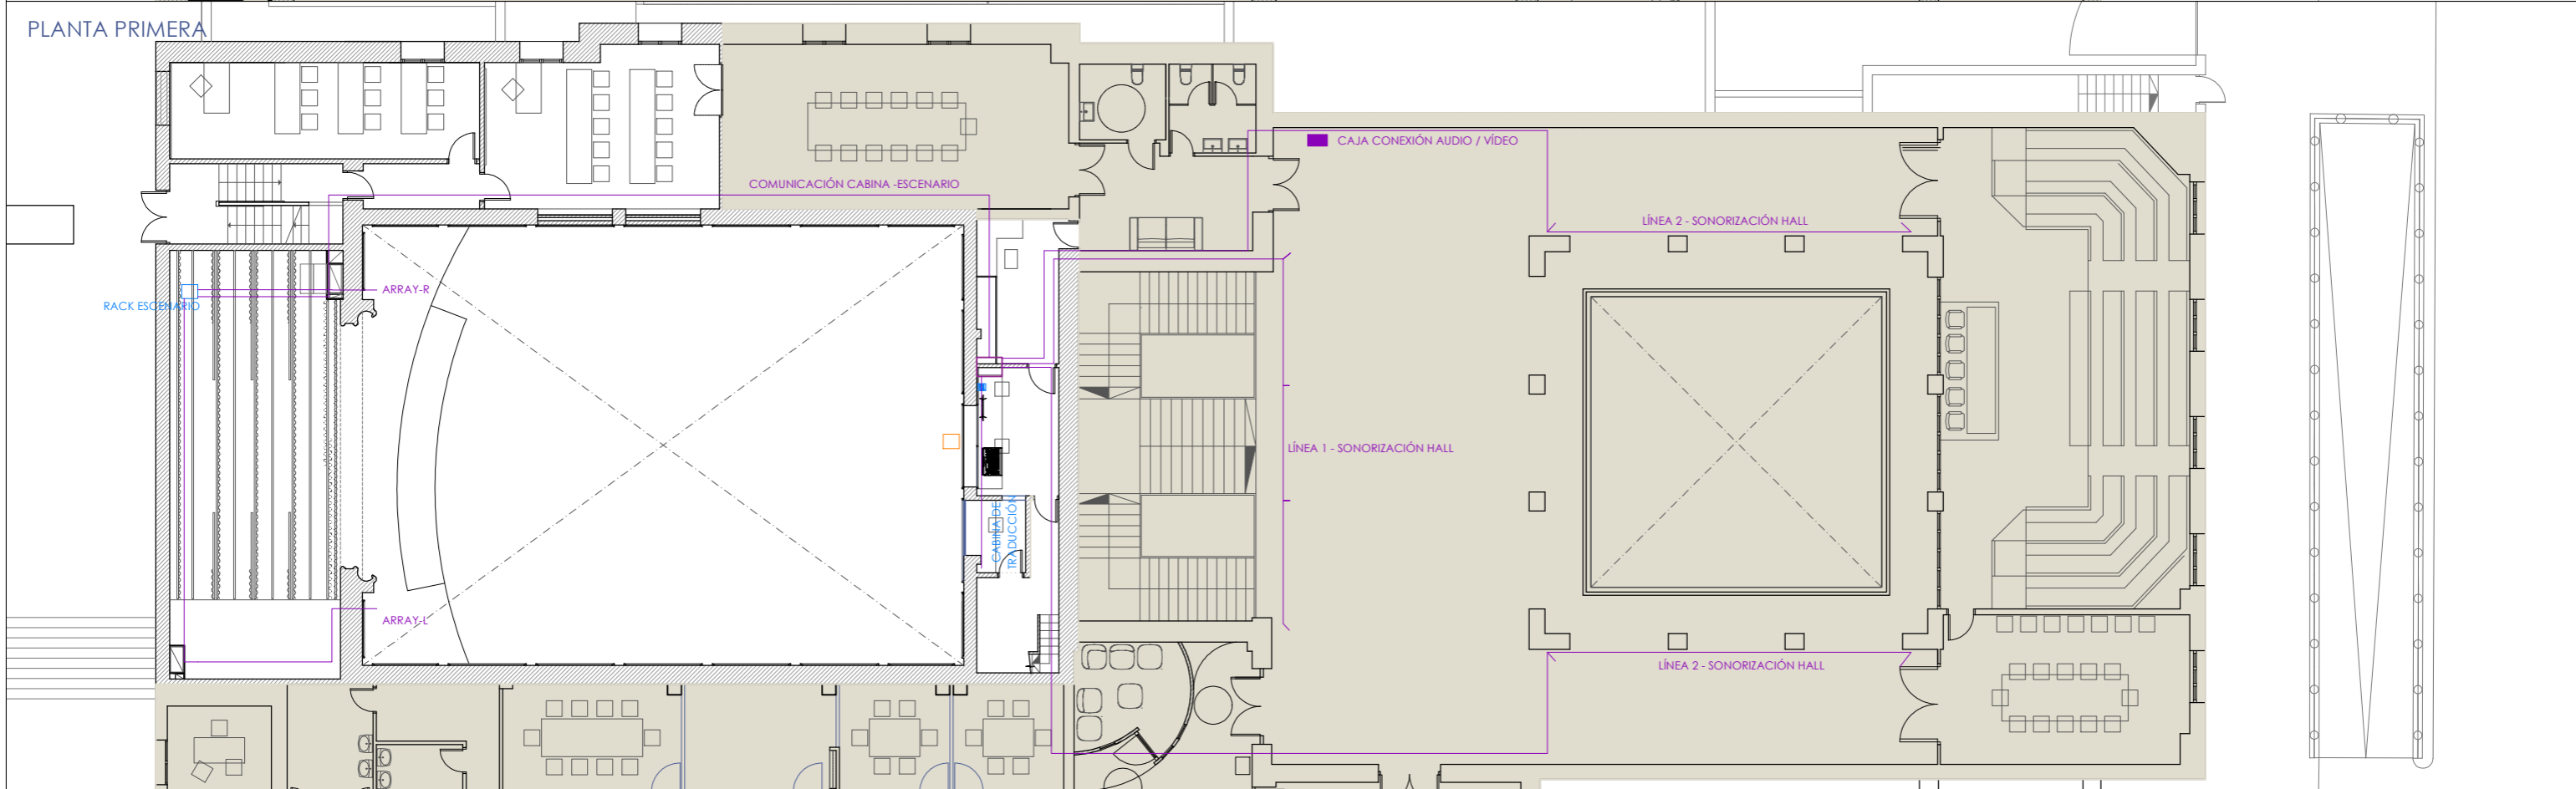 PLANTA PRIMERA
CAJA CONEXIÓN AUDIO / VÍDEO
COMUNICACIÓN CABINA -ESCENARIO
LÍNEA 2 - SONORIZACIÓN HALL
ARRAY-R
RACK ESCENARIO
LÍNEA 1 - SONORIZACIÓN HALL
CABINA DE
TRADUCCIÓN
ARRAY-L
LÍNEA 2 - SONORIZACIÓN HALL